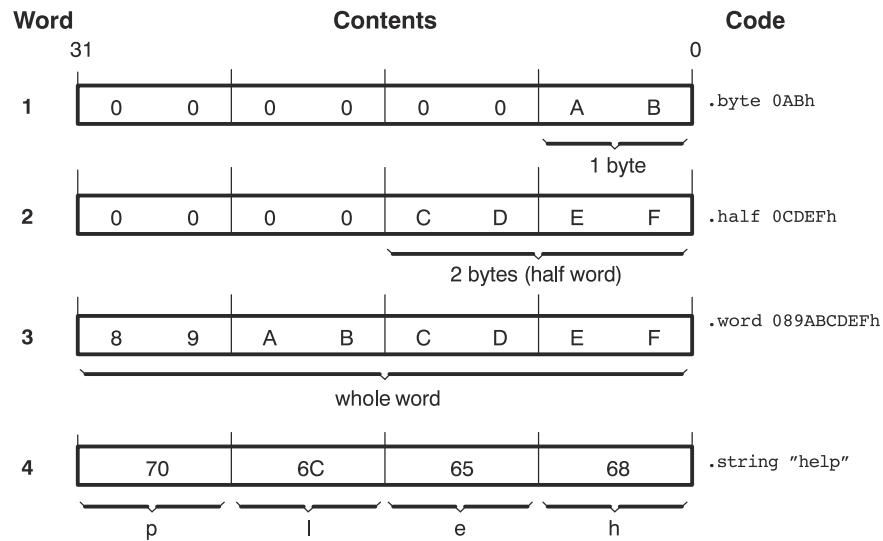 Word Contents Code
31 0
1 0 0 0 0 0 0 A B .byte 0ABh
1 byte
2 0 0 0 0 C D E F .half 0CDEFh
2 bytes (half word)
3 8 9 A B C D E F .word 089ABCDEFh
whole word
4 70 6C 65 68 .string ”help”
p l e h